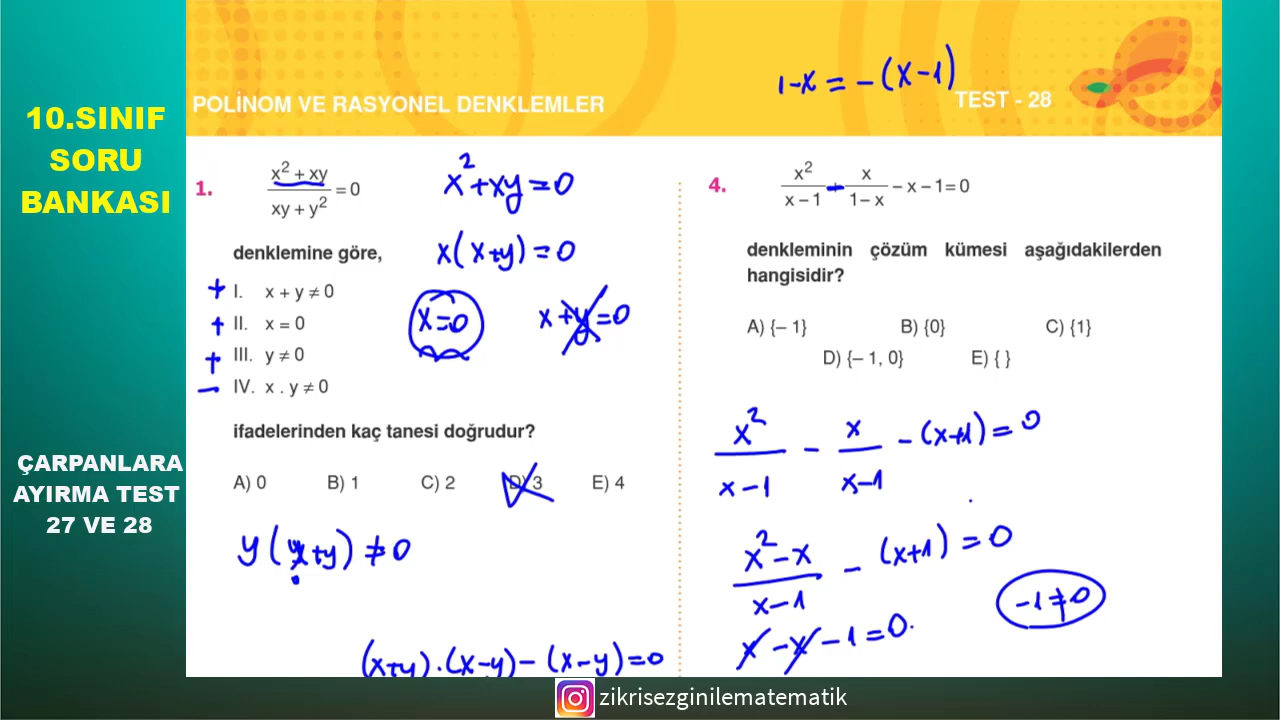 10.SINIF
SORU
BANKASI
ÇARPANLARA
AYIRMA TEST
27 VE 28
POLİNOM VE RASYONEL DENKLEMLER
1-x = -(x-1)
TEST - 28
1. (x² + xy)/(xy + y²) = 0
x²+xy=0
denklemine göre,
x(x+y)=0
+ I. x + y ≠ 0
+ II. x = 0
+ III. y ≠ 0
- IV. x . y ≠ 0
x=0 x+y=0
ifadelerinden kaç tanesi doğrudur?
A) 0 B) 1 C) 2 D) 3 E) 4
y(x+y) ≠ 0
(x+y).(x-y)-(x-y)=0
4. x²/(x – 1) + x/(1 – x) – x – 1 = 0
denkleminin çözüm kümesi aşağıdakilerden
hangisidir?
A) {– 1} B) {0} C) {1}
D) {– 1, 0} E) { }
x²/(x-1) - x/(x-1) - (x+1) = 0
(x²-x)/(x-1) - (x+1) = 0
-1≠0
x-x-1=0
zikrisezginilematematik